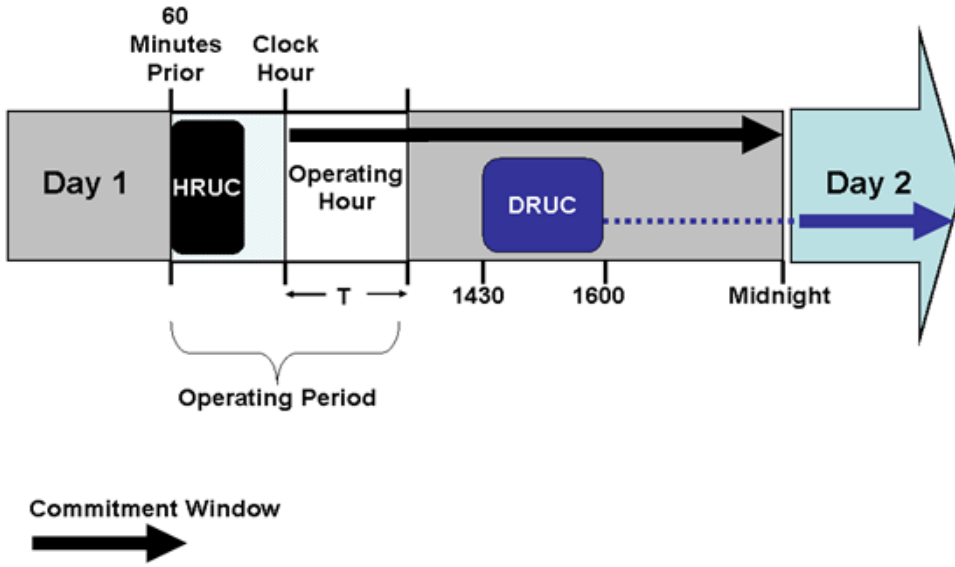 60
Minutes
Prior
Clock
Hour
Day 1
HRUC
Operating
Hour
DRUC
Day 2
T
1430
1600
Midnight
Operating Period
Commitment Window